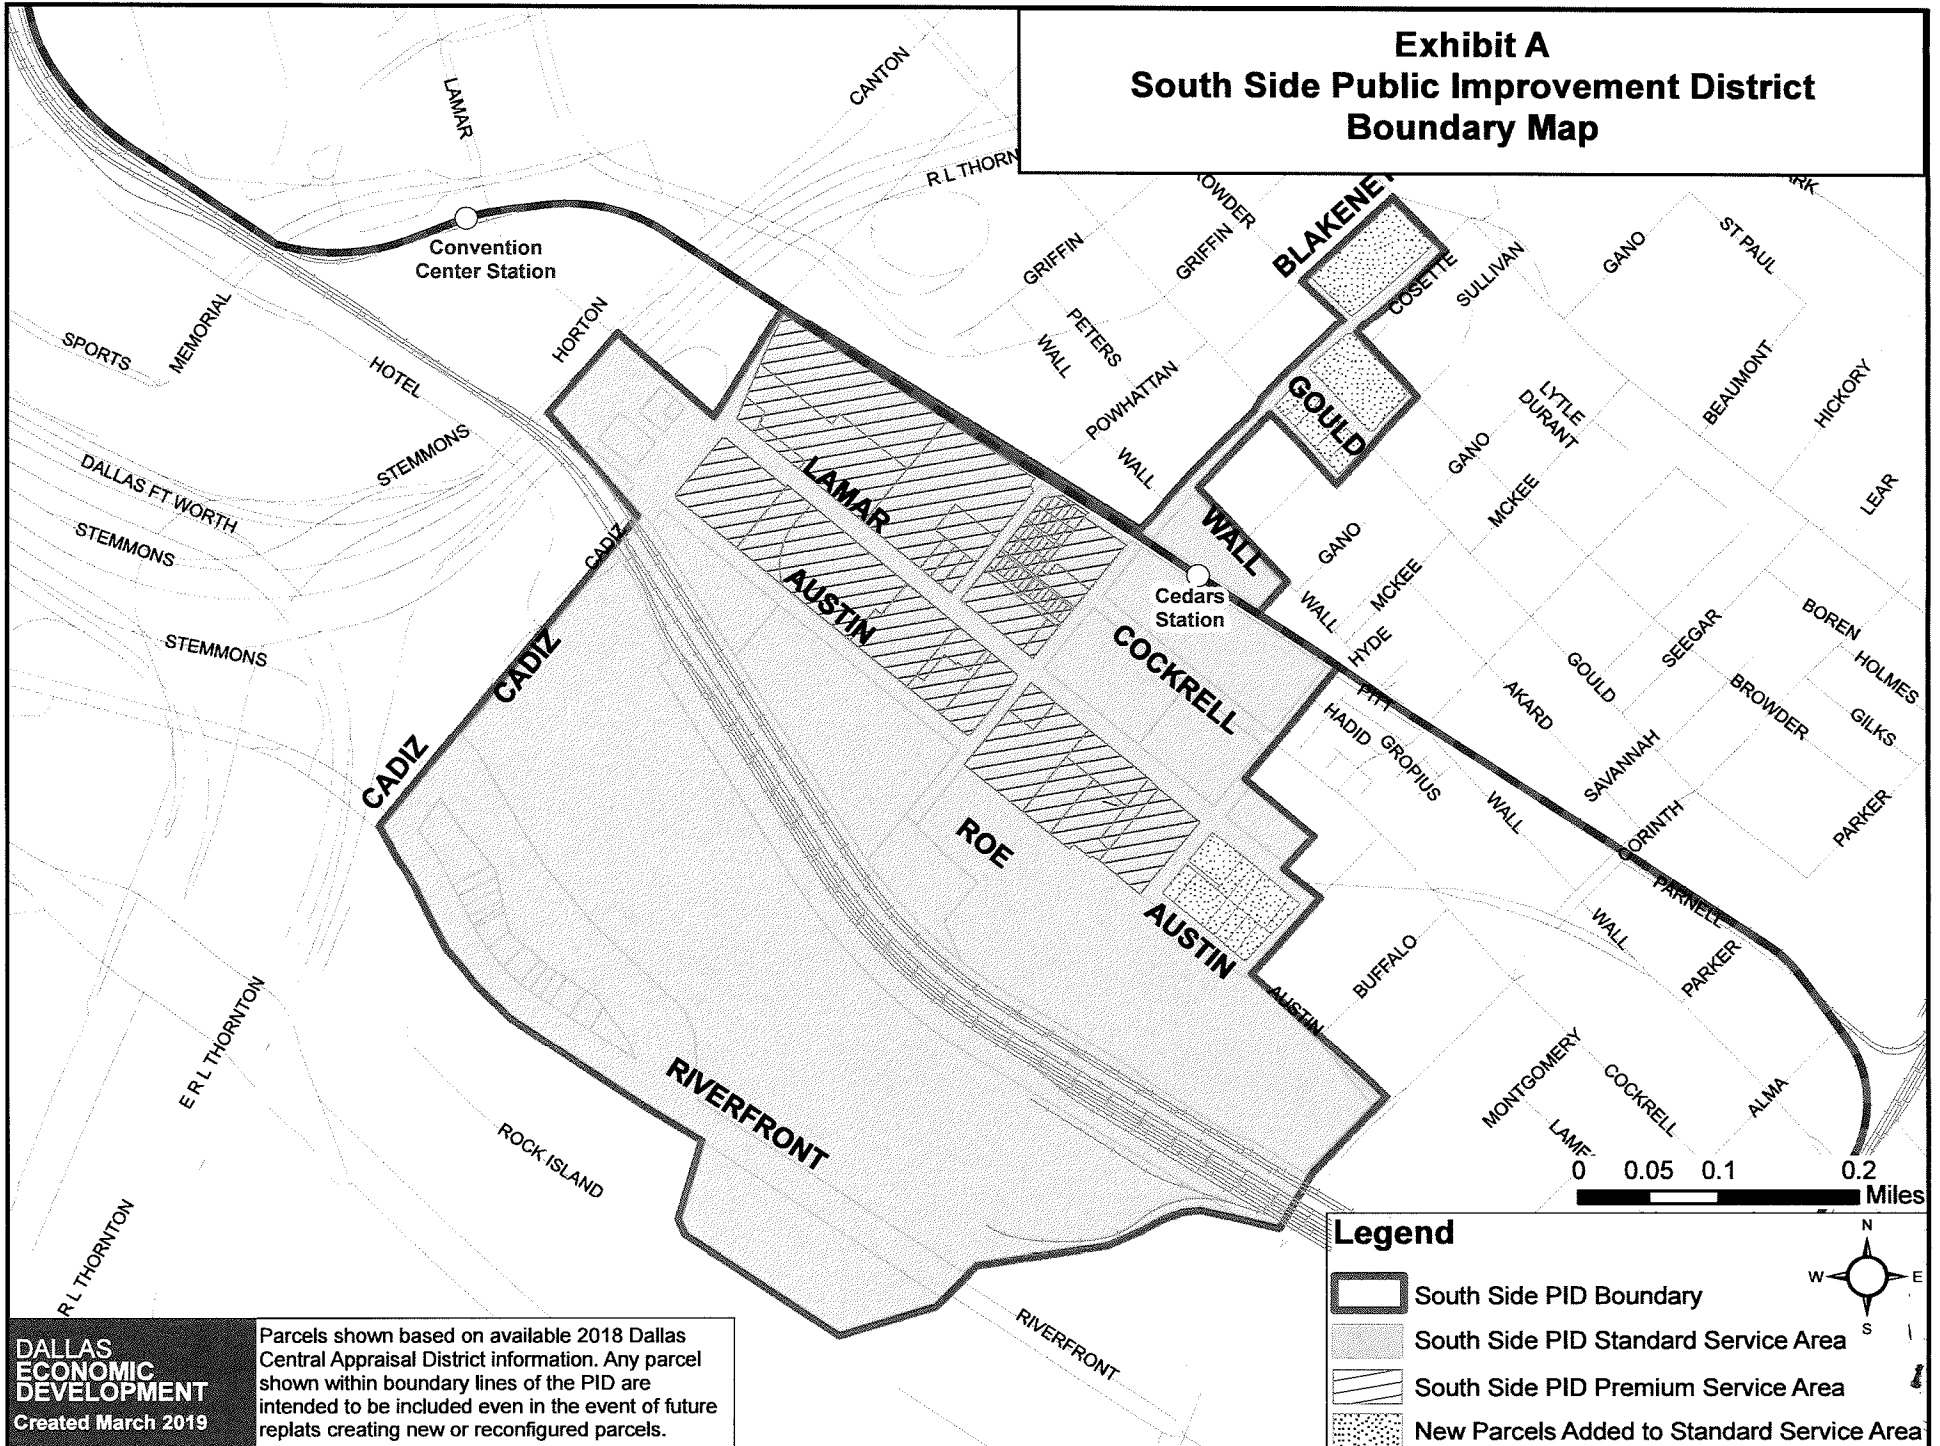 Exhibit A
South Side Public Improvement District
Boundary Map
LAMAR
CANTON
R L THORN
GRIFFIN
GRIFFIN
BLAKENEY
COSETTE
SULLIVAN
GANO
ST PAUL
Convention
Center Station
SPORTS
MEMORIAL
HOTEL
HORTON
PETERS
WALL
POWHATTAN
WALL
GOULD
LYTLE
DURANT
BEAUMONT
HICKORY
GANO
MCKEE
LEAR
STEMMONS
DALLAS FT WORTH
STEMMONS
STEMMONS
CADIZ
CADIZ
CADIZ
LAMAR
AUSTIN
WALL
GANO
MCKEE
WALL
HYDE
Cedars
Station
COCKRELL
PITT
HADID
GROPIUS
WALL
AKARD
GOULD
SEEGAR
BOREN
HOLMES
BROWDER
GILKS
SAVANNAH
CORINTH
PARKER
PARNELL
ROE
AUSTIN
AUSTIN
BUFFALO
WALL
PARKER
MONTGOMERY
COCKRELL
ALMA
E R L THORNTON
R L THORNTON
ROCK ISLAND
RIVERFRONT
RIVERFRONT
0 0.05 0.1 0.2
Miles
Legend
N
W E
S
South Side PID Boundary
South Side PID Standard Service Area
South Side PID Premium Service Area
New Parcels Added to Standard Service Area
DALLAS
ECONOMIC
DEVELOPMENT
Created March 2019
Parcels shown based on available 2018 Dallas
Central Appraisal District information. Any parcel
shown within boundary lines of the PID are
intended to be included even in the event of future
replats creating new or reconfigured parcels.